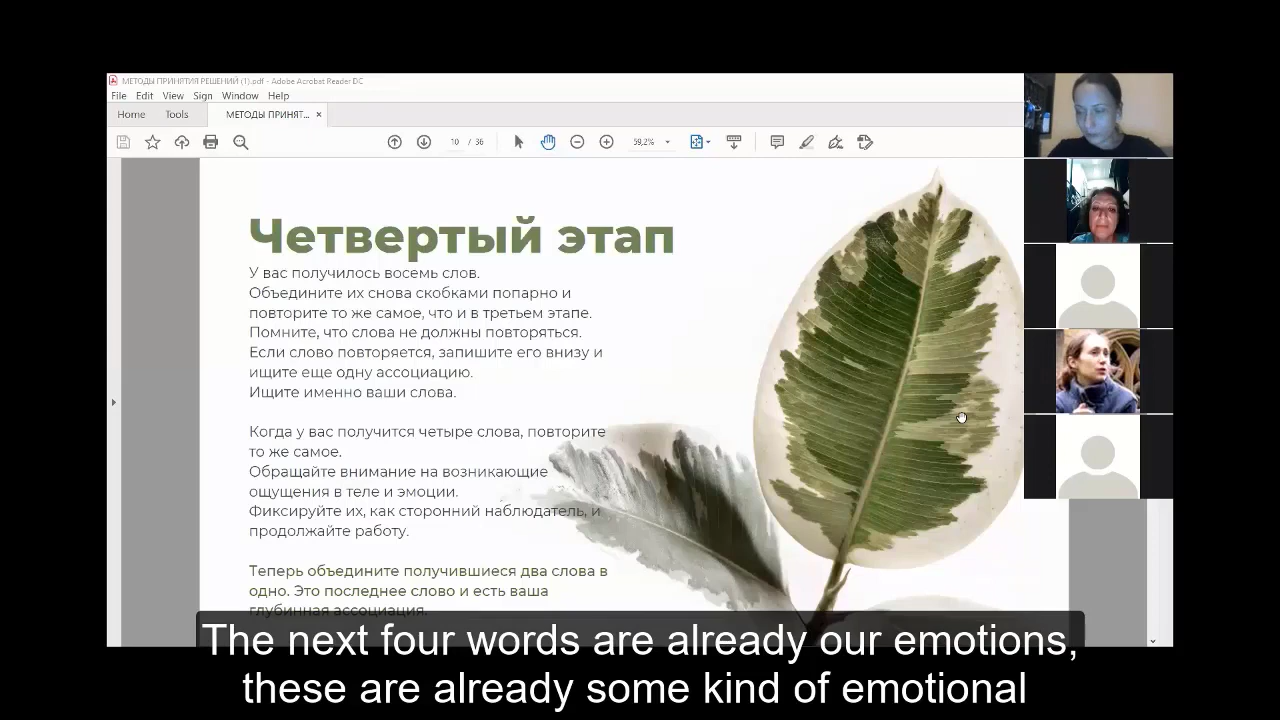 МЕТОДЫ ПРИНЯТИЯ РЕШЕНИЙ (1).pdf - Adobe Acrobat Reader DC
File Edit View Sign Window Help
Home Tools МЕТОДЫ ПРИНЯТ... ×
10 / 36 59,2%
Четвертый этап
У вас получилось восемь слов.
Объедините их снова скобками попарно и
повторите то же самое, что и в третьем этапе.
Помните, что слова не должны повторяться.
Если слово повторяется, запишите его внизу и
ищите еще одну ассоциацию.
Ищите именно ваши слова.
Когда у вас получится четыре слова, повторите
то же самое.
Обращайте внимание на возникающие
ощущения в теле и эмоции.
Фиксируйте их, как сторонний наблюдатель, и
продолжайте работу.
Теперь объедините получившиеся два слова в
одно. Это последнее слово и есть ваша
глубинная ассоциация.
The next four words are already our emotions,
these are already some kind of emotional